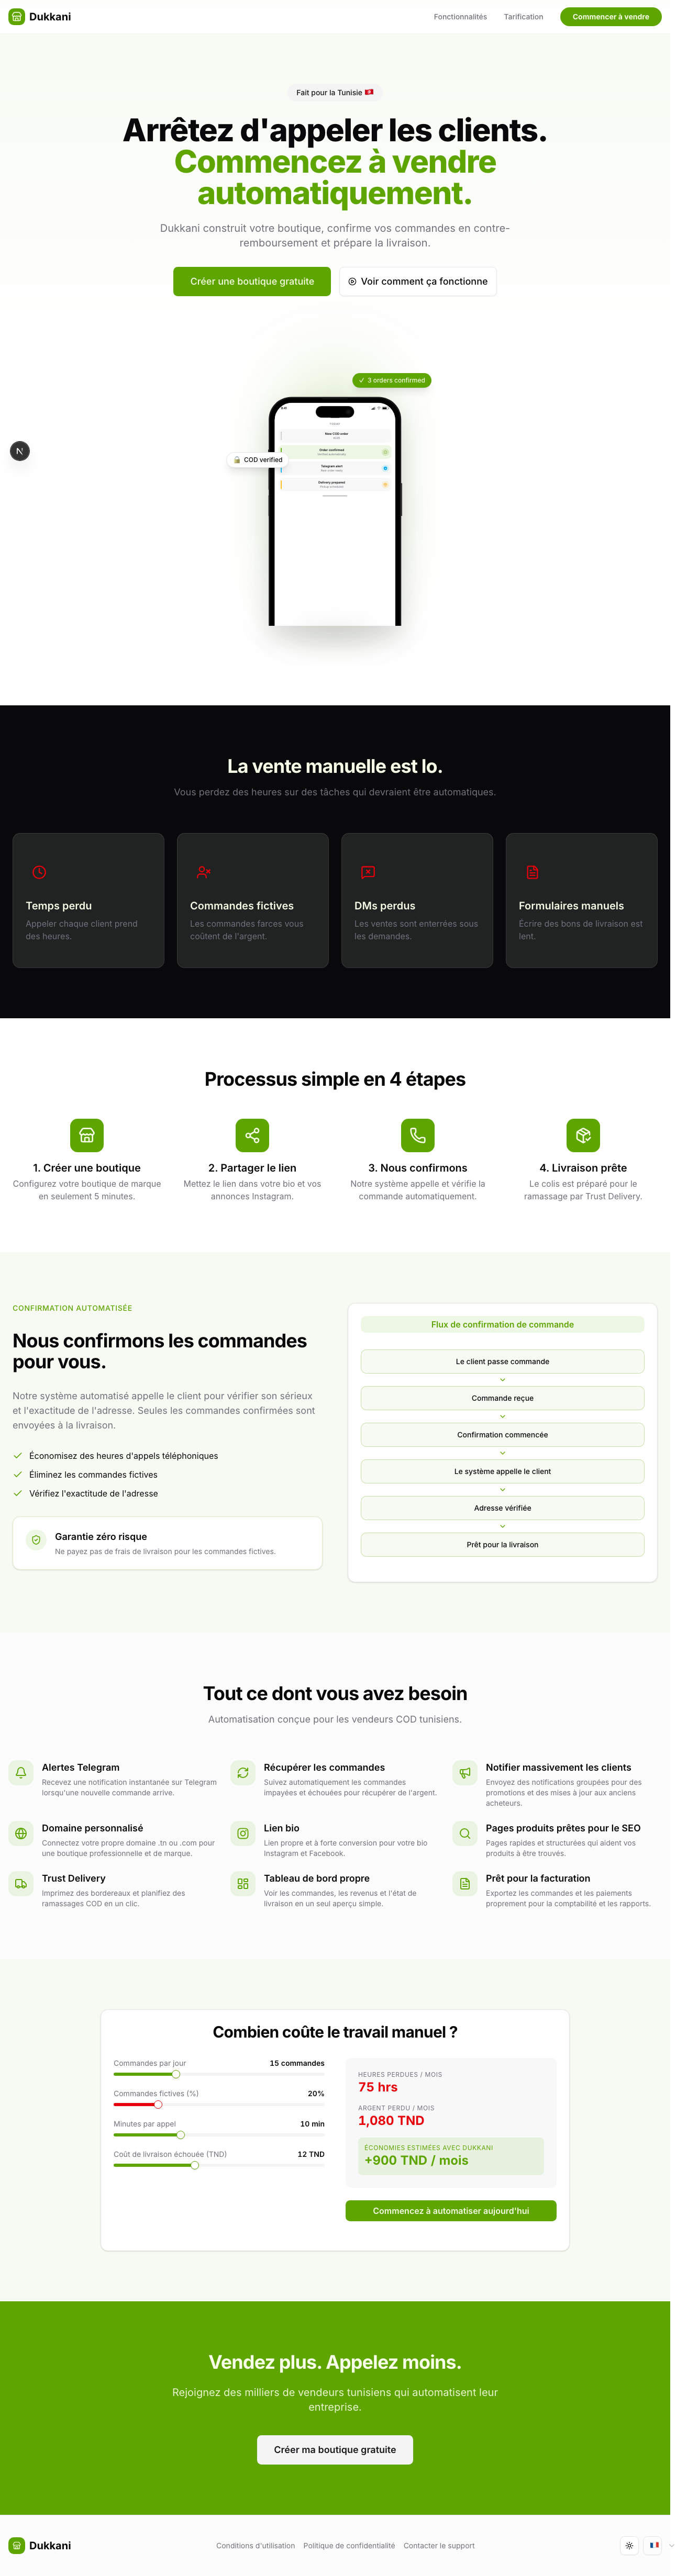 Dukkani
Fonctionnalités
Tarification
Commencer à vendre
Fait pour la Tunisie
Arrêtez d'appeler les clients.
Commencez à vendre
automatiquement.
Dukkani construit votre boutique, confirme vos commandes en contre-
remboursement et prépare la livraison.
Créer une boutique gratuite
Voir comment ça fonctionne
✓ 3 orders confirmed
New COD order
Order confirmed
COD verified
Telegram alert
Delivery prepared
N
La vente manuelle est lo.
Vous perdez des heures sur des tâches qui devraient être automatiques.
Temps perdu
Appeler chaque client prend
des heures.
Commandes fictives
Les commandes farces vous
coûtent de l'argent.
DMs perdus
Les ventes sont enterrées sous
les demandes.
Formulaires manuels
Écrire des bons de livraison est
lent.
Processus simple en 4 étapes
1. Créer une boutique
Configurez votre boutique de marque
en seulement 5 minutes.
2. Partager le lien
Mettez le lien dans votre bio et vos
annonces Instagram.
3. Nous confirmons
Notre système appelle et vérifie la
commande automatiquement.
4. Livraison prête
Le colis est préparé pour le
ramassage par Trust Delivery.
CONFIRMATION AUTOMATISÉE
Nous confirmons les commandes
pour vous.
Notre système automatisé appelle le client pour vérifier son sérieux
et l'exactitude de l'adresse. Seules les commandes confirmées sont
envoyées à la livraison.
Économisez des heures d'appels téléphoniques
Éliminez les commandes fictives
Vérifiez l'exactitude de l'adresse
Garantie zéro risque
Ne payez pas de frais de livraison pour les commandes fictives.
Flux de confirmation de commande
Le client passe commande
Commande reçue
Confirmation commencée
Le système appelle le client
Adresse vérifiée
Prêt pour la livraison
Tout ce dont vous avez besoin
Automatisation conçue pour les vendeurs COD tunisiens.
Alertes Telegram
Recevez une notification instantanée sur Telegram
lorsqu'une nouvelle commande arrive.
Récupérer les commandes
Suivez automatiquement les commandes
impayées et échouées pour récupérer de l'argent.
Notifier massivement les clients
Envoyez des notifications groupées pour des
promotions et des mises à jour aux anciens
acheteurs.
Domaine personnalisé
Connectez votre propre domaine .tn ou .com pour
une boutique professionnelle et de marque.
Lien bio
Lien propre et à forte conversion pour votre bio
Instagram et Facebook.
Pages produits prêtes pour le SEO
Pages rapides et structurées qui aident vos
produits à être trouvés.
Trust Delivery
Imprimez des bordereaux et planifiez des
ramassages COD en un clic.
Tableau de bord propre
Voir les commandes, les revenus et l'état de
livraison en un seul aperçu simple.
Prêt pour la facturation
Exportez les commandes et les paiements
proprement pour la comptabilité et les rapports.
Combien coûte le travail manuel ?
Commandes par jour
15 commandes
Commandes fictives (%)
20%
Minutes par appel
10 min
Coût de livraison échouée (TND)
12 TND
HEURES PERDUES / MOIS
75 hrs
ARGENT PERDU / MOIS
1,080 TND
ÉCONOMIES ESTIMÉES AVEC DUKKANI
+900 TND / mois
Commencez à automatiser aujourd'hui
Vendez plus. Appelez moins.
Rejoignez des milliers de vendeurs tunisiens qui automatisent leur
entreprise.
Créer ma boutique gratuite
Dukkani
Conditions d'utilisation
Politique de confidentialité
Contacter le support